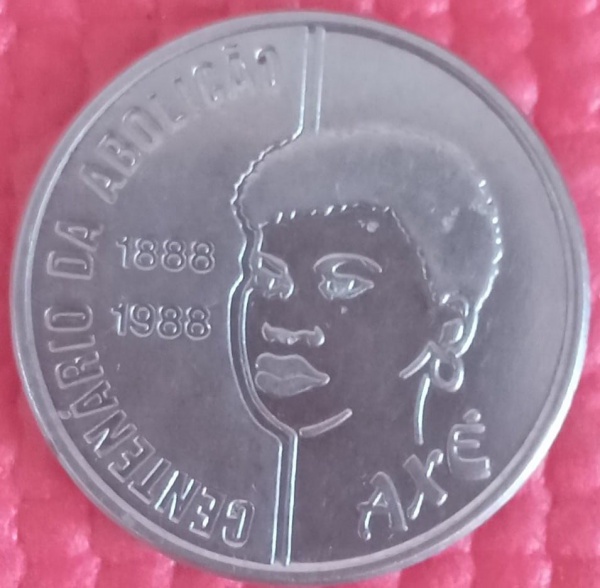 CENTENÁRIO DA ABOLIÇÃO
1888
1988
AXÉ